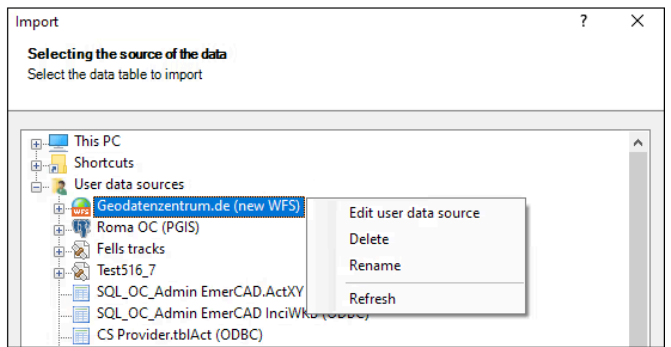 Import ? ×
Selecting the source of the data
Select the data table to import
This PC
Shortcuts
User data sources
WFS Geodatenzentrum.de (new WFS)
Roma OC (PGIS)
Fells tracks
Test516_7
SQL_OC_Admin EmerCAD.ActXY
SQL_OC_Admin EmerCAD InciWKB (ODBC)
CS Provider.tblAct (ODBC)
Edit user data source
Delete
Rename
Refresh